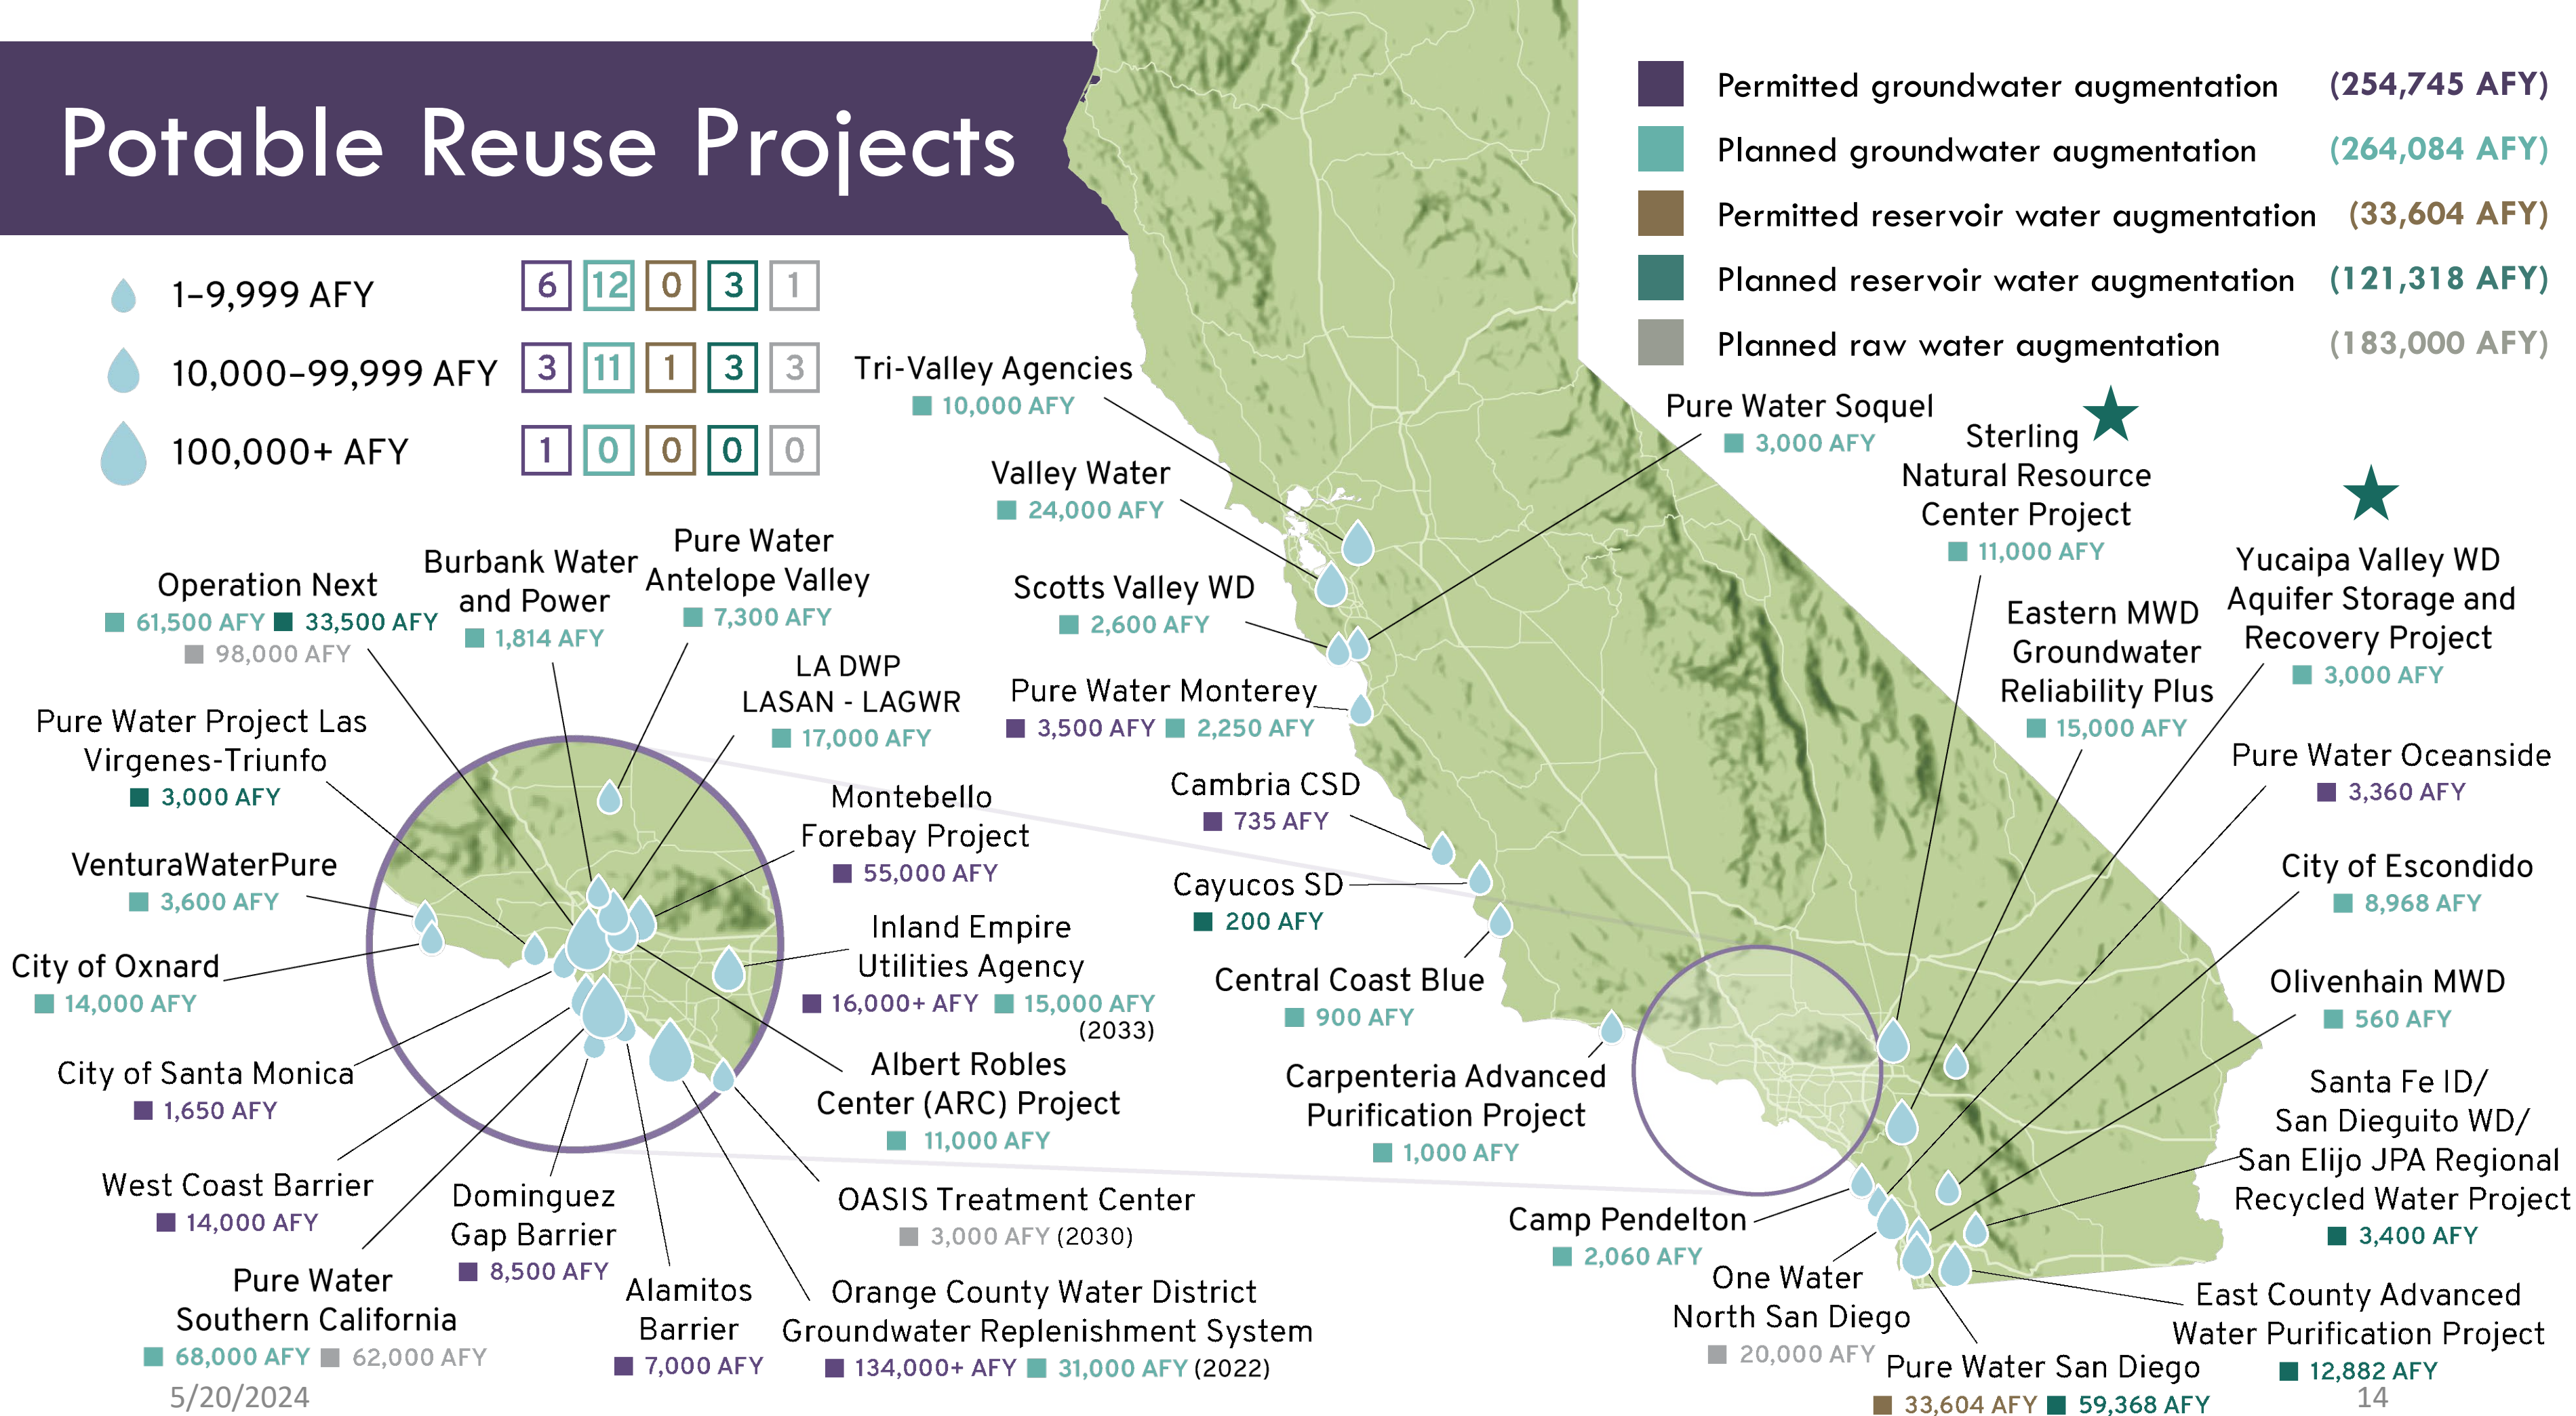 Potable Reuse Projects
Permitted groundwater augmentation (254,745 AFY)
Planned groundwater augmentation (264,084 AFY)
Permitted reservoir water augmentation (33,604 AFY)
Planned reservoir water augmentation (121,318 AFY)
Planned raw water augmentation (183,000 AFY)
1–9,999 AFY 6 12 0 3 1
10,000–99,999 AFY 3 11 1 3 3
100,000+ AFY 1 0 0 0 0
Operation Next
61,500 AFY 33,500 AFY
98,000 AFY
Burbank Water
and Power
1,814 AFY
Pure Water
Antelope Valley
7,300 AFY
LA DWP
LASAN - LAGWR
17,000 AFY
Pure Water Project Las
Virgenes-Triunfo
3,000 AFY
VenturaWaterPure
3,600 AFY
City of Oxnard
14,000 AFY
City of Santa Monica
1,650 AFY
West Coast Barrier
14,000 AFY
Pure Water
Southern California
68,000 AFY 62,000 AFY
Dominguez
Gap Barrier
8,500 AFY
Alamitos
Barrier
7,000 AFY
Orange County Water District
Groundwater Replenishment System
134,000+ AFY 31,000 AFY (2022)
OASIS Treatment Center
3,000 AFY (2030)
Albert Robles
Center (ARC) Project
11,000 AFY
Inland Empire
Utilities Agency
16,000+ AFY 15,000 AFY
(2033)
Montebello
Forebay Project
55,000 AFY
Tri-Valley Agencies
10,000 AFY
Valley Water
24,000 AFY
Scotts Valley WD
2,600 AFY
Pure Water Monterey
3,500 AFY 2,250 AFY
Cambria CSD
735 AFY
Cayucos SD
200 AFY
Central Coast Blue
900 AFY
Carpenteria Advanced
Purification Project
1,000 AFY
Pure Water Soquel
3,000 AFY
Sterling
Natural Resource
Center Project
11,000 AFY
Eastern MWD
Groundwater
Reliability Plus
15,000 AFY
Yucaipa Valley WD
Aquifer Storage and
Recovery Project
3,000 AFY
Pure Water Oceanside
3,360 AFY
City of Escondido
8,968 AFY
Olivenhain MWD
560 AFY
Santa Fe ID/
San Dieguito WD/
San Elijo JPA Regional
Recycled Water Project
3,400 AFY
East County Advanced
Water Purification Project
12,882 AFY
Camp Pendelton
2,060 AFY
One Water
North San Diego
20,000 AFY
Pure Water San Diego
33,604 AFY 59,368 AFY
5/20/2024
14